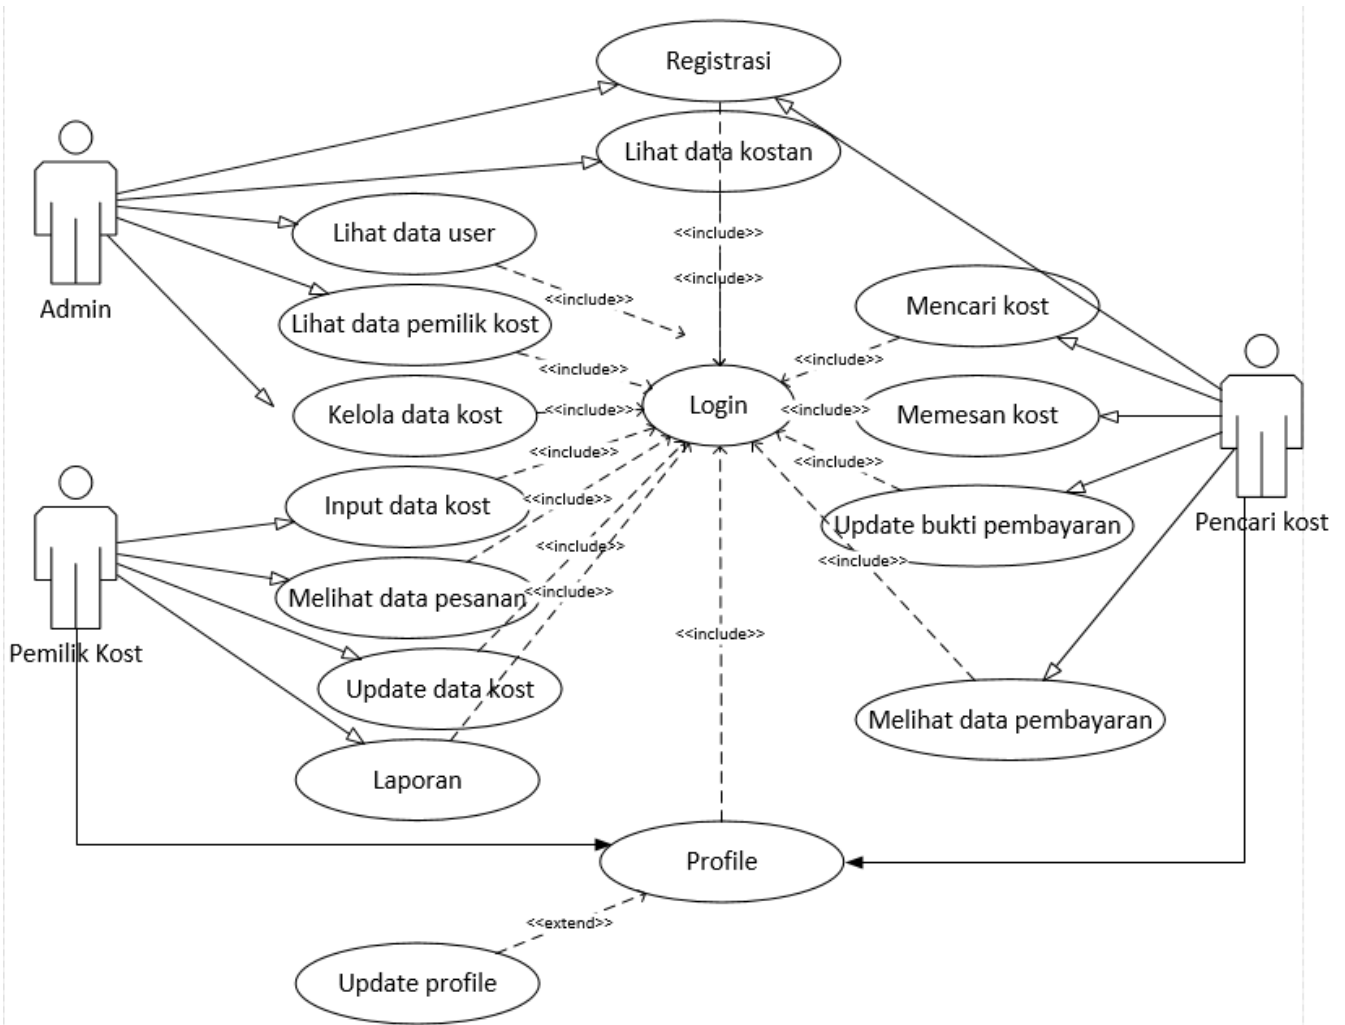 Registrasi
Lihat data kostan
Lihat data user
<<include>>
<<include>>
<<include>>
Admin
Lihat data pemilik kost
Mencari kost
<<include>>
<<include>>
Kelola data kost
<<include>>
Login
<<include>>
Memesan kost
<<include>>
<<include>>
Input data kost
<<include>>
Update bukti pembayaran
Pencari kost
<<include>>
<<include>>
Melihat data pesanan
<<include>>
<<include>>
Pemilik Kost
Update data kost
Melihat data pembayaran
Laporan
Profile
<<extend>>
Update profile